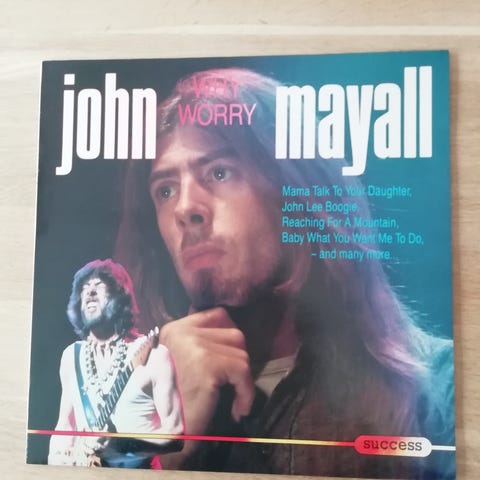 john mayall
WHY
WORRY
Mama Talk To Your Daughter,
John Lee Boogie,
Reaching For A Mountain,
Baby What You Want Me To Do,
– and many more...
success